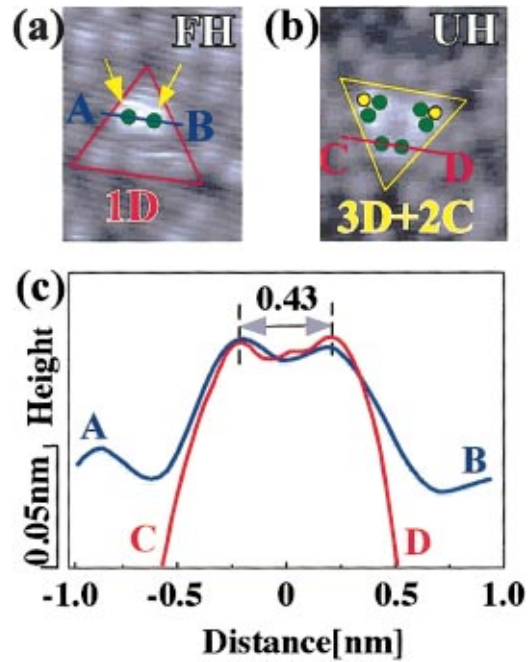 (a) FH
A B
1D
(b) UH
C D
3D+2C
(c)
0.43
Height
0.05nm
A B
C D
-1.0 -0.5 0 0.5 1.0
Distance[nm]